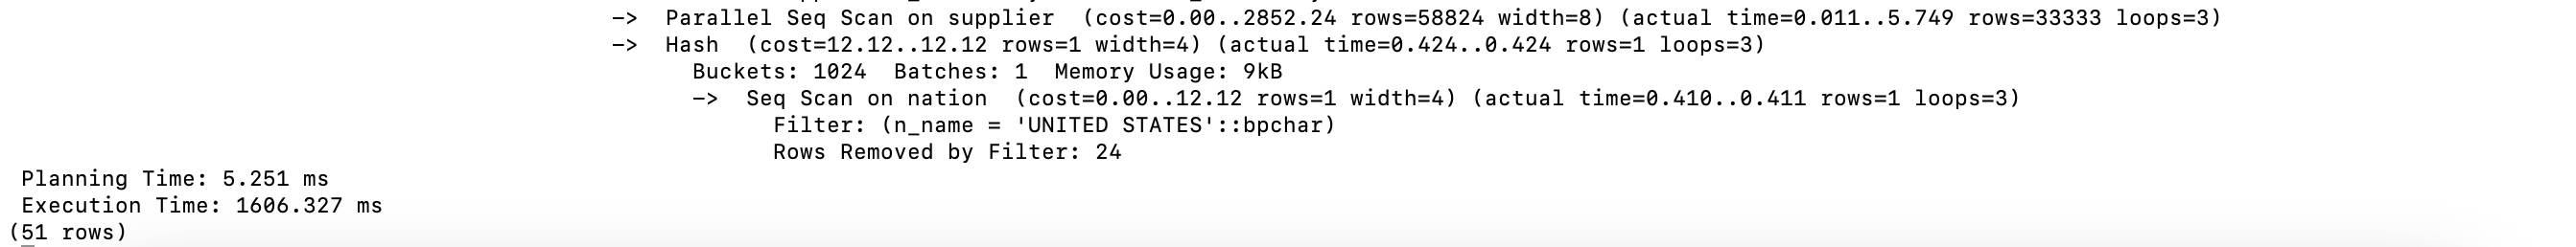 ->  Parallel Seq Scan on supplier  (cost=0.00..2852.24 rows=58824 width=8) (actual time=0.011..5.749 rows=33333 loops=3)
->  Hash  (cost=12.12..12.12 rows=1 width=4) (actual time=0.424..0.424 rows=1 loops=3)
Buckets: 1024  Batches: 1  Memory Usage: 9kB
->  Seq Scan on nation  (cost=0.00..12.12 rows=1 width=4) (actual time=0.410..0.411 rows=1 loops=3)
Filter: (n_name = 'UNITED STATES'::bpchar)
Rows Removed by Filter: 24
Planning Time: 5.251 ms
Execution Time: 1606.327 ms
(51 rows)